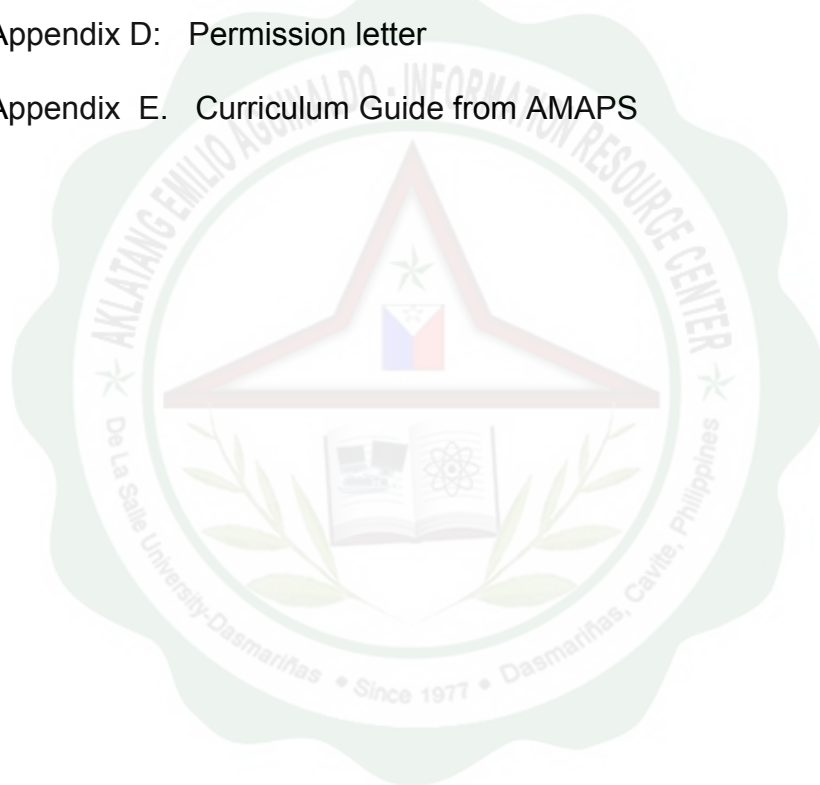 Appendix D: Permission letter
Appendix E. Curriculum Guide from AMAPS
AKLATANG EMILIO AGUINALDO - INFORMATION RESOURCE CENTER
De La Salle University-Dasmariñas • Since 1977 • Dasmariñas, Cavite, Philippines